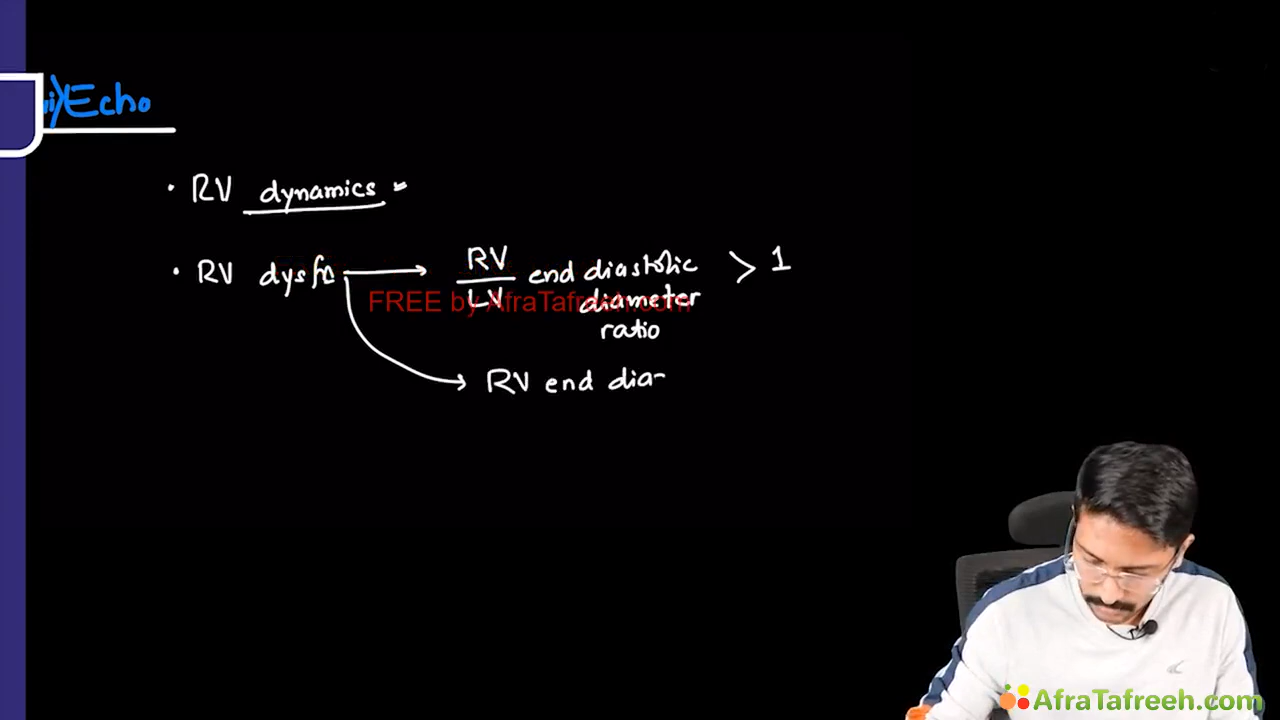 ii) Echo
• RV dynamics -
• RV dysfn → RV / LV end diastolic diameter ratio > 1
FREE by AfraTafreeh.com
→ RV end dia
AfraTafreeh.com